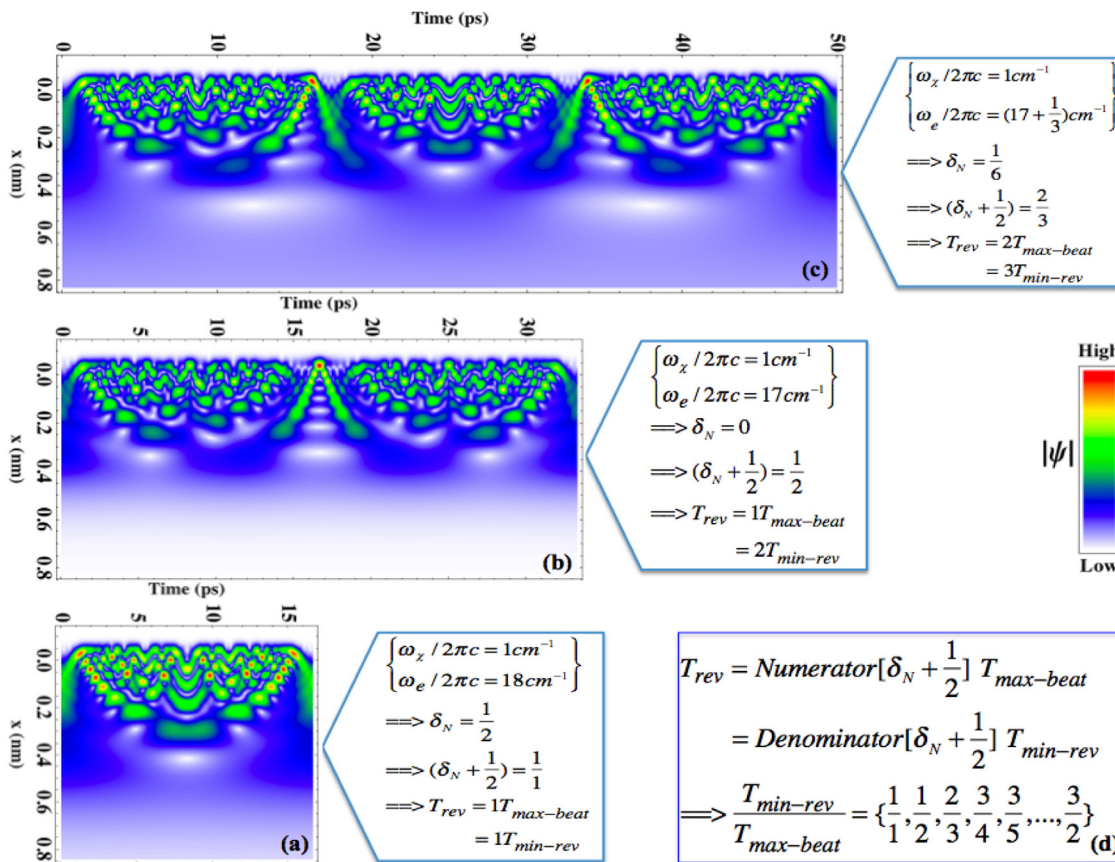 Time (ps)
0 10 20 30 40 50
x (nm)
0.0 0.2 0.4 0.6 0.8
(c)
{ω_χ/2πc = 1cm⁻¹
ω_e/2πc = (17 + 1/3)cm⁻¹}
==> δ_N = 1/6
==> (δ_N + 1/2) = 2/3
==> T_rev = 2T_max−beat
= 3T_min−rev
Time (ps)
0 5 10 15 20 25 30
x (nm)
0.0 0.2 0.4 0.6 0.8
(b)
{ω_χ/2πc = 1cm⁻¹
ω_e/2πc = 17cm⁻¹}
==> δ_N = 0
==> (δ_N + 1/2) = 1/2
==> T_rev = 1T_max−beat
= 2T_min−rev
High
|ψ|
Low
Time (ps)
0 5 10 15
x (nm)
0.0 0.2 0.4 0.6 0.8
(a)
{ω_χ/2πc = 1cm⁻¹
ω_e/2πc = 18cm⁻¹}
==> δ_N = 1/2
==> (δ_N + 1/2) = 1/1
==> T_rev = 1T_max−beat
= 1T_min−rev
T_rev = Numerator[δ_N + 1/2] T_max−beat
= Denominator[δ_N + 1/2] T_min−rev
==> T_min−rev/T_max−beat = {1/1, 1/2, 2/3, 3/4, 3/5, ..., 3/2}
(d)